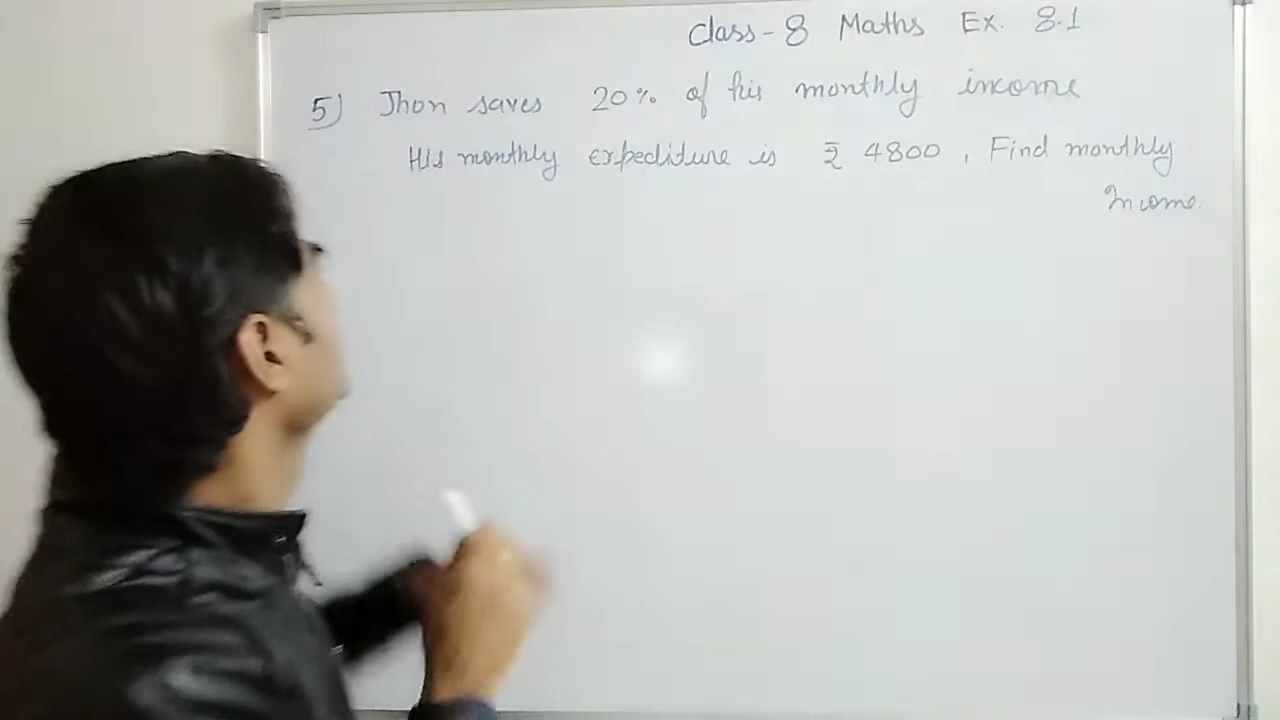 Class - 8 Maths Ex. 8.1
5) Jhon saves 20% of his monthly income
His monthly expediture is ₹ 4800 , Find monthly
Income.